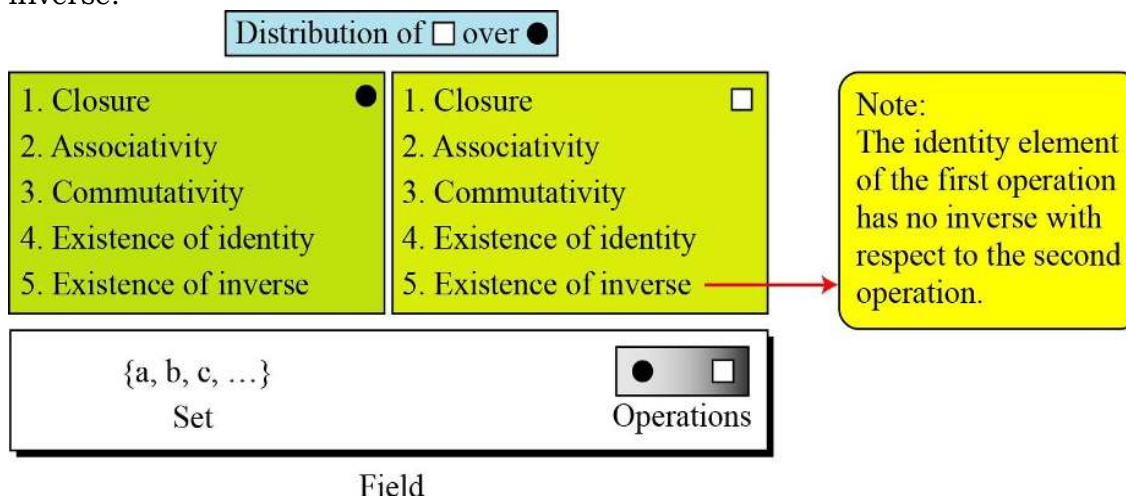 inverse.
Distribution of □ over ●
1. Closure ●
2. Associativity
3. Commutativity
4. Existence of identity
5. Existence of inverse
1. Closure □
2. Associativity
3. Commutativity
4. Existence of identity
5. Existence of inverse
Note:
The identity element
of the first operation
has no inverse with
respect to the second
operation.
{a, b, c, …}
Set
● □
Operations
Field